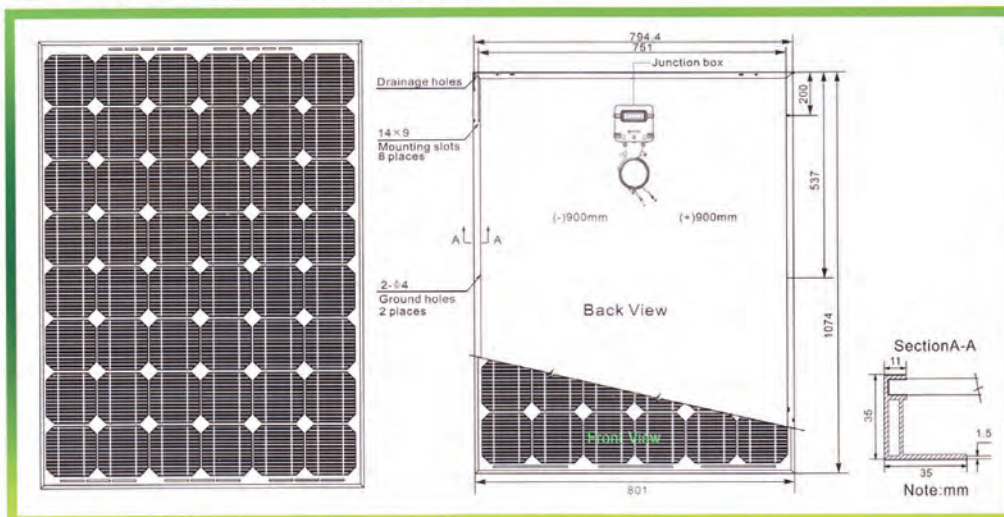 794.4
751
Junction box
Drainage holes
200
14×9
Mounting slots
8 places
537
(-)900mm
(+)900mm
A
A
2-Φ4
Ground holes
2 places
Back View
1074
SectionA-A
11
35
1.5
35
Note:mm
Front View
801